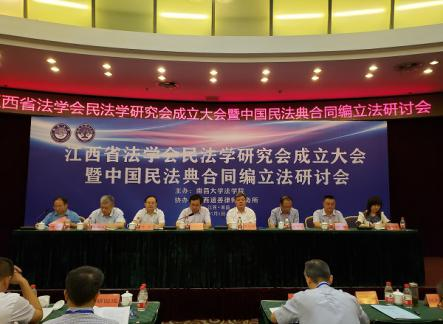 江西省法学会民法学研究会成立大会暨中国民法典合同编立法研讨会
江西省法学会民法学研究会成立大会
暨中国民法典合同编立法研讨会
主办：南昌大学法学院